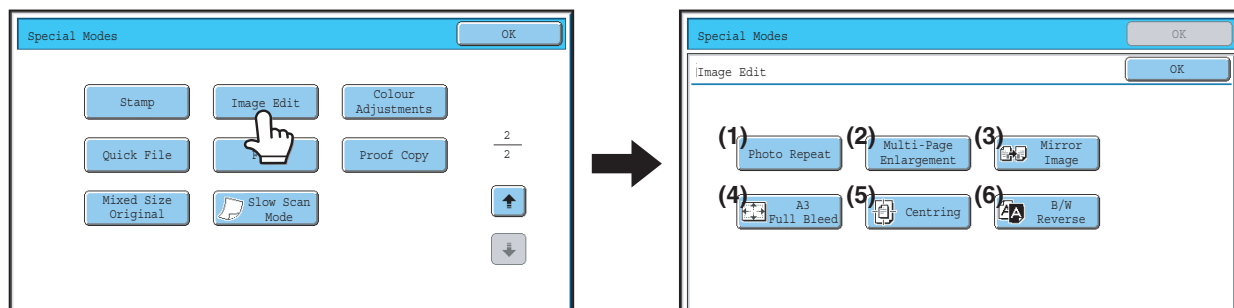 Special Modes
OK
Stamp
Image Edit
Colour
Adjustments
Quick File
Proof Copy
Mixed Size
Original
Slow Scan
Mode
2
2
Special Modes
OK
Image Edit
OK
(1)
Photo Repeat
(2)
Multi-Page
Enlargement
(3)
Mirror
Image
(4)
A3
Full Bleed
(5)
Centring
(6)
B/W
Reverse